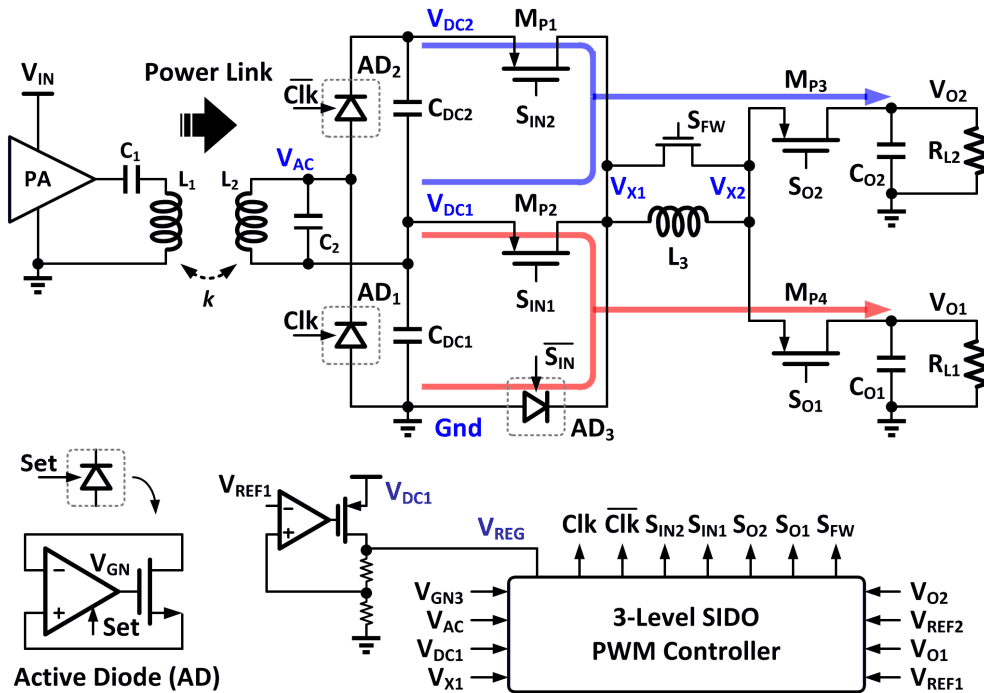 V_DC2 M_P1
V_IN
Power Link
AD_2
Clk
C_DC2
S_IN2
M_P3
V_O2
C_1
S_FW
PA
L_1
L_2
V_AC
R_L2
C_O2
S_O2
V_DC1 M_P2
V_X1
V_X2
C_2
L_3
k
AD_1
Clk
C_DC1
S_IN1
M_P4
V_O1
S_IN
R_L1
C_O1
S_O1
Gnd
AD_3
Set
V_REF1
V_DC1
V_REG
Clk Clk S_IN2 S_IN1 S_O2 S_O1 S_FW
V_GN
Set
V_GN3
V_AC
V_DC1
V_X1
3-Level SIDO
PWM Controller
V_O2
V_REF2
V_O1
V_REF1
Active Diode (AD)